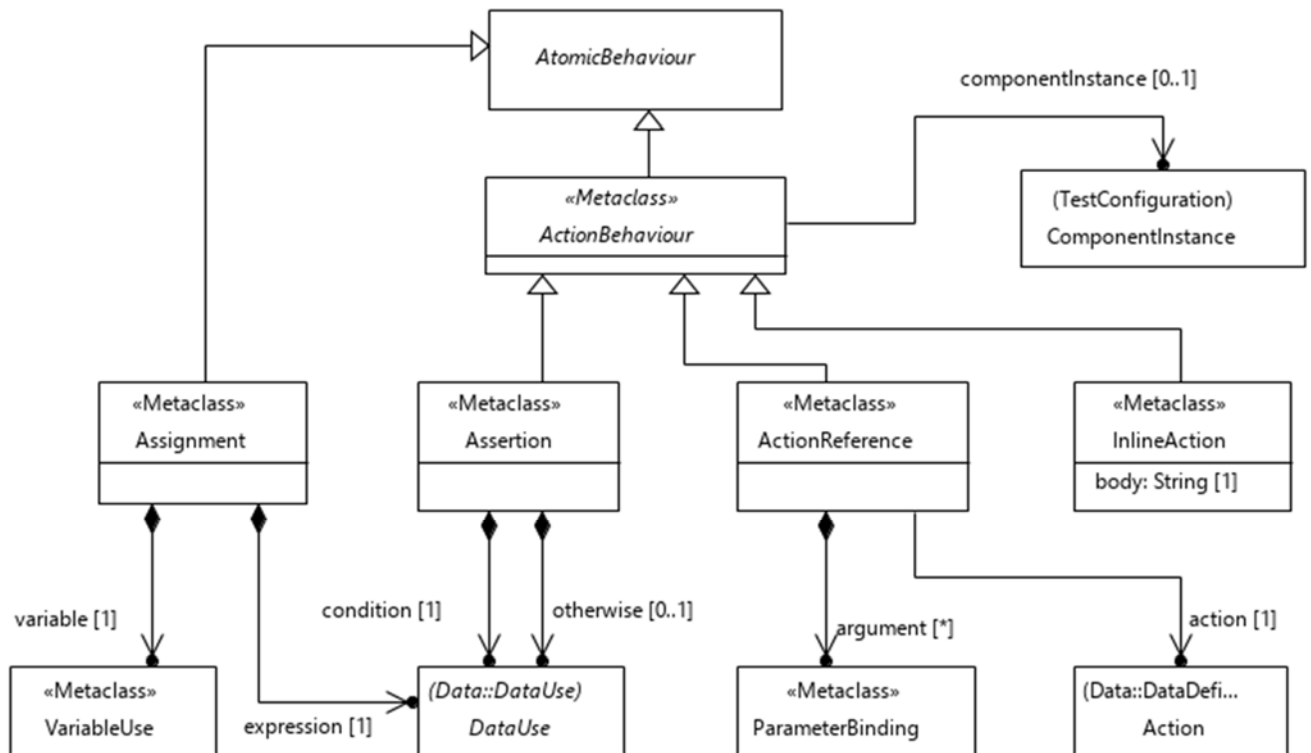 AtomicBehaviour
componentInstance [0..1]
«Metaclass»
ActionBehaviour
(TestConfiguration)
ComponentInstance
«Metaclass»
Assignment
«Metaclass»
Assertion
«Metaclass»
ActionReference
«Metaclass»
InlineAction
body: String [1]
variable [1]
condition [1]
otherwise [0..1]
argument [*]
action [1]
«Metaclass»
VariableUse
expression [1]
(Data::DataUse)
DataUse
«Metaclass»
ParameterBinding
(Data::DataDefi...
Action